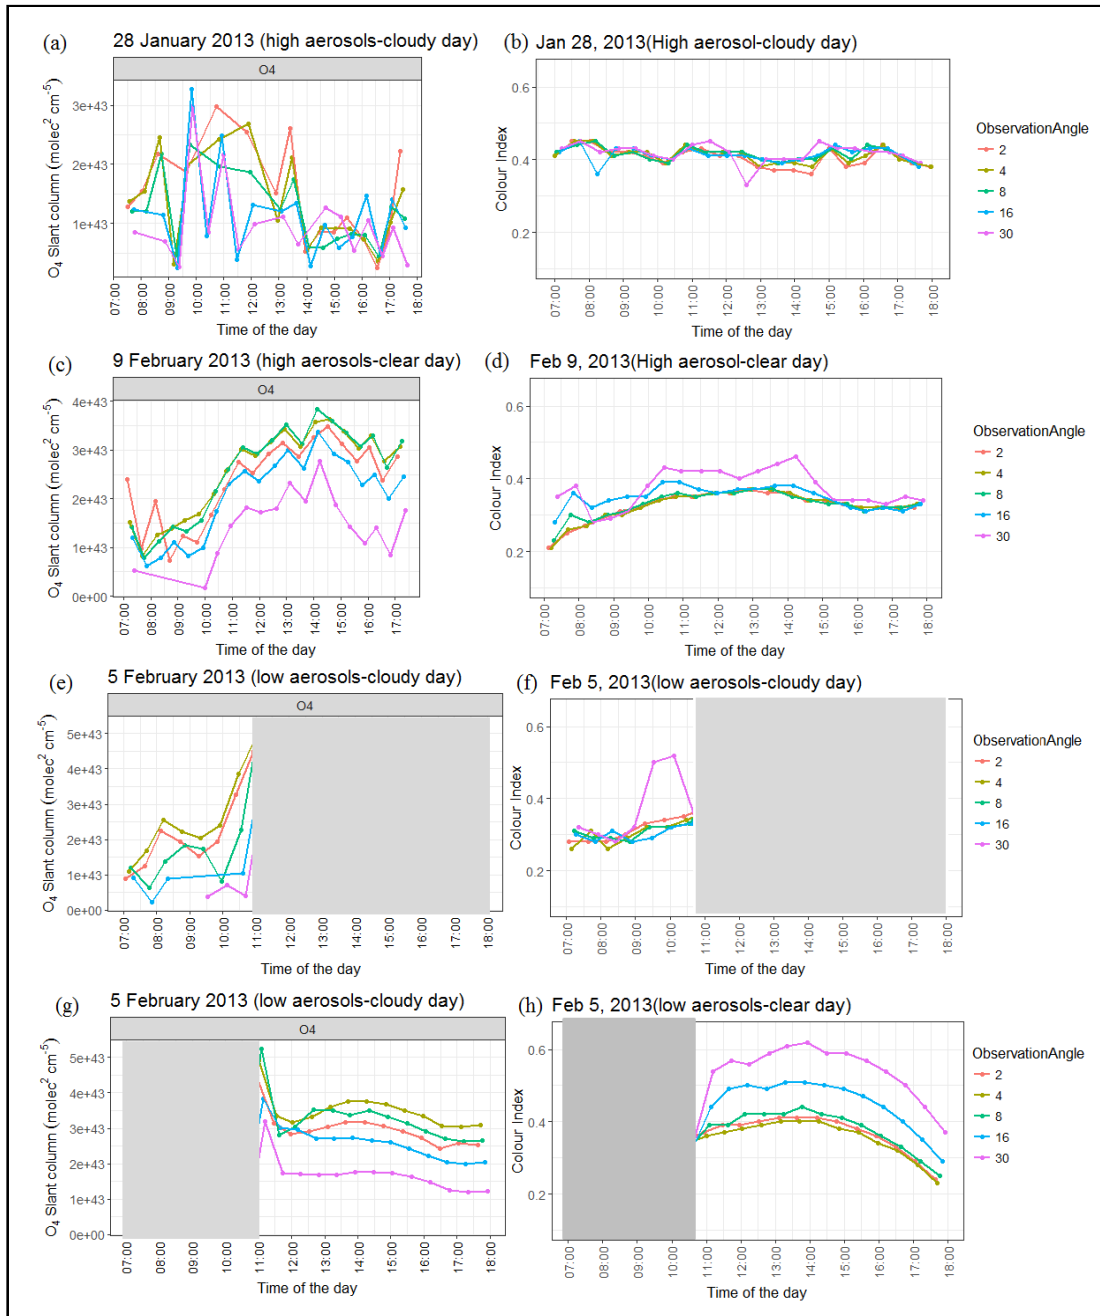 (a) 28 January 2013 (high aerosols-cloudy day)
O4
O4 Slant column (molec2 cm-5)
3e+43
2e+43
1e+43
07:00 08:00 09:00 10:00 11:00 12:00 13:00 14:00 15:00 16:00 17:00 18:00
Time of the day
(b) Jan 28, 2013(High aerosol-cloudy day)
Colour Index
0.6
0.4
0.2
07:00 08:00 09:00 10:00 11:00 12:00 13:00 14:00 15:00 16:00 17:00 18:00
Time of the day
ObservationAngle
2
4
8
16
30
(c) 9 February 2013 (high aerosols-clear day)
O4
O4 Slant column (molec2 cm-5)
4e+43
3e+43
2e+43
1e+43
0e+00
07:00 08:00 09:00 10:00 11:00 12:00 13:00 14:00 15:00 16:00 17:00
Time of the day
(d) Feb 9, 2013(High aerosol-clear day)
Colour Index
0.6
0.4
0.2
07:00 08:00 09:00 10:00 11:00 12:00 13:00 14:00 15:00 16:00 17:00 18:00
Time of the day
ObservationAngle
2
4
8
16
30
(e) 5 February 2013 (low aerosols-cloudy day)
O4
O4 Slant column (molec2 cm-5)
5e+43
4e+43
3e+43
2e+43
1e+43
0e+00
07:00 08:00 09:00 10:00 11:00 12:00 13:00 14:00 15:00 16:00 17:00 18:00
Time of the day
(f) Feb 5, 2013(low aerosols-cloudy day)
Colour Index
0.6
0.4
0.2
07:00 08:00 09:00 10:00 11:00 12:00 13:00 14:00 15:00 16:00 17:00 18:00
Time of the day
ObservationAngle
2
4
8
16
30
(g) 5 February 2013 (low aerosols-cloudy day)
O4
O4 Slant column (molec2 cm-5)
5e+43
4e+43
3e+43
2e+43
1e+43
0e+00
07:00 08:00 09:00 10:00 11:00 12:00 13:00 14:00 15:00 16:00 17:00 18:00
Time of the day
(h) Feb 5, 2013(low aerosols-clear day)
Colour Index
0.6
0.4
0.2
07:00 08:00 09:00 10:00 11:00 12:00 13:00 14:00 15:00 16:00 17:00 18:00
Time of the day
ObservationAngle
2
4
8
16
30